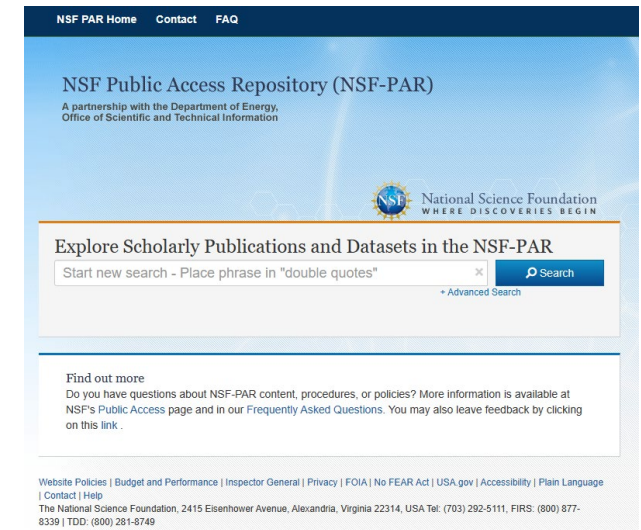 NSF PAR Home Contact FAQ
NSF Public Access Repository (NSF-PAR)
A partnership with the Department of Energy,
Office of Scientific and Technical Information
NSF
National Science Foundation
WHERE DISCOVERIES BEGIN
Explore Scholarly Publications and Datasets in the NSF-PAR
Start new search - Place phrase in "double quotes" × Search
+ Advanced Search
Find out more
Do you have questions about NSF-PAR content, procedures, or policies? More information is available at
NSF's Public Access page and in our Frequently Asked Questions. You may also leave feedback by clicking
on this link .
Website Policies | Budget and Performance | Inspector General | Privacy | FOIA | No FEAR Act | USA.gov | Accessibility | Plain Language
| Contact | Help
The National Science Foundation, 2415 Eisenhower Avenue, Alexandria, Virginia 22314, USA Tel: (703) 292-5111, FIRS: (800) 877-
8339 | TDD: (800) 281-8749